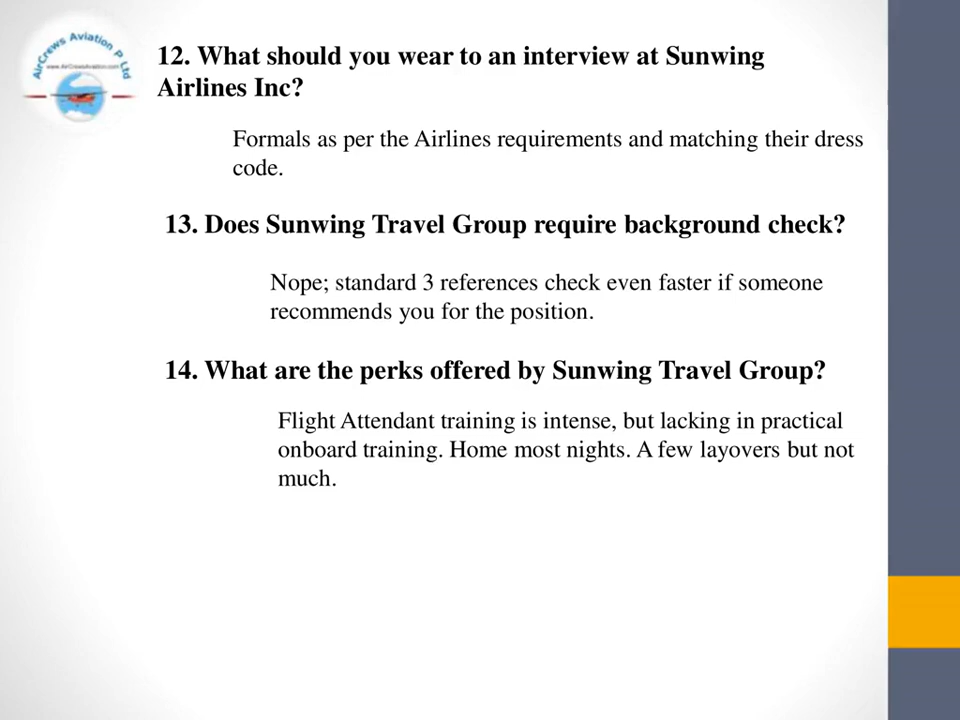 AirCrews Aviation P Ltd
www.AirCrewsAviation.com
12. What should you wear to an interview at Sunwing
Airlines Inc?
Formals as per the Airlines requirements and matching their dress
code.
13. Does Sunwing Travel Group require background check?
Nope; standard 3 references check even faster if someone
recommends you for the position.
14. What are the perks offered by Sunwing Travel Group?
Flight Attendant training is intense, but lacking in practical
onboard training. Home most nights. A few layovers but not
much.